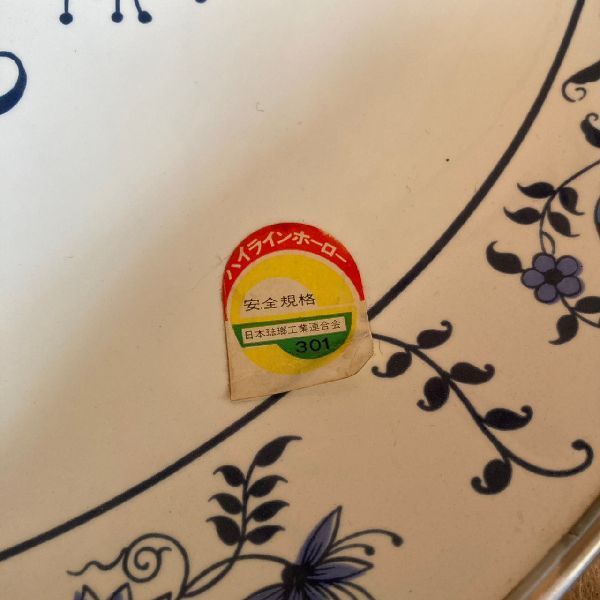 ハイラインホーロー
安全規格
日本琺瑯工業連合会
301